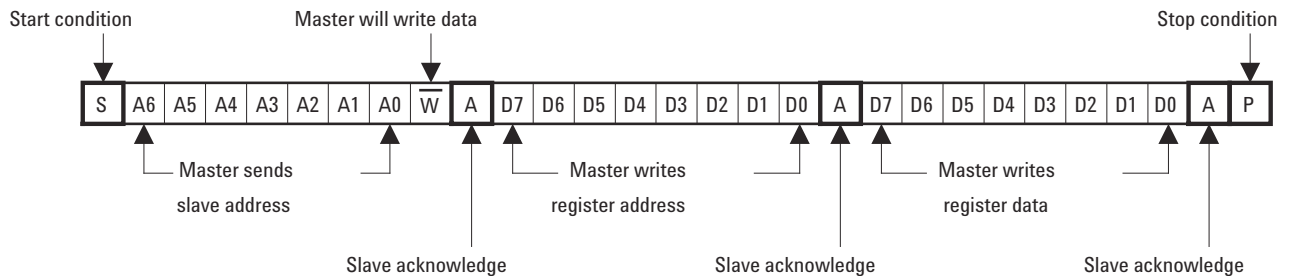 Start condition
Master will write data
Stop condition
S A6 A5 A4 A3 A2 A1 A0 W̅ A D7 D6 D5 D4 D3 D2 D1 D0 A D7 D6 D5 D4 D3 D2 D1 D0 A P
Master sends
slave address
Master writes
register address
Master writes
register data
Slave acknowledge
Slave acknowledge
Slave acknowledge